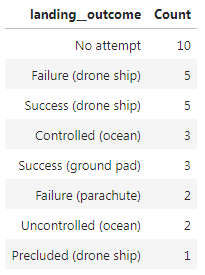 landing__outcome Count
No attempt 10
Failure (drone ship) 5
Success (drone ship) 5
Controlled (ocean) 3
Success (ground pad) 3
Failure (parachute) 2
Uncontrolled (ocean) 2
Precluded (drone ship) 1